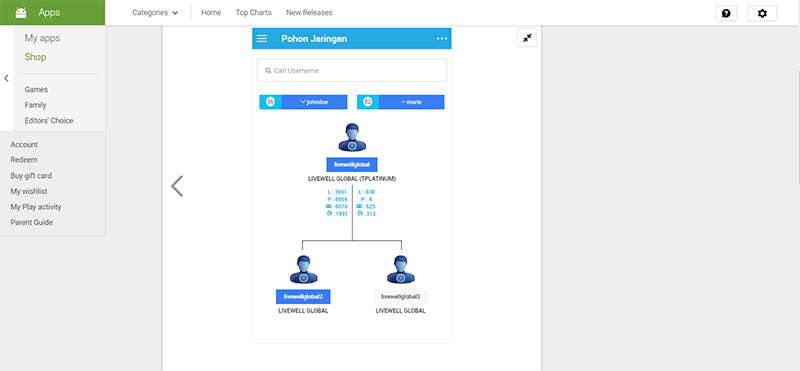 Apps
Categories
Home
Top Charts
New Releases
My apps
Shop
Games
Family
Editors' Choice
Account
Redeem
Buy gift card
My wishlist
My Play activity
Parent Guide
Pohon Jaringan
Cari Username
johndoe
marie
livewellglobal
LIVEWELL GLOBAL (TPLATINUM)
L : 3691 L : 838
P : 8554 P : 4
: 6016 : 623
: 1891 : 312
livewellglobal2 livewellglobal3
LIVEWELL GLOBAL LIVEWELL GLOBAL